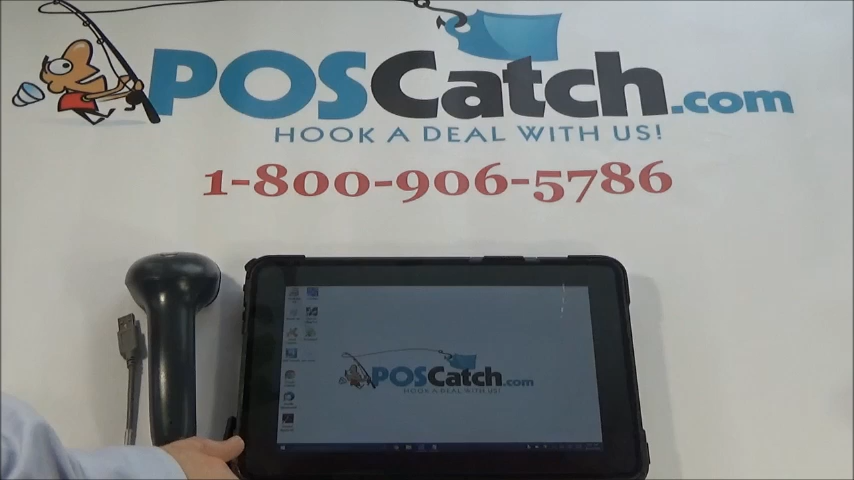 POSCatch.com
HOOK A DEAL WITH US!
1-800-906-5786
POSCatch.com
HOOK A DEAL WITH US!